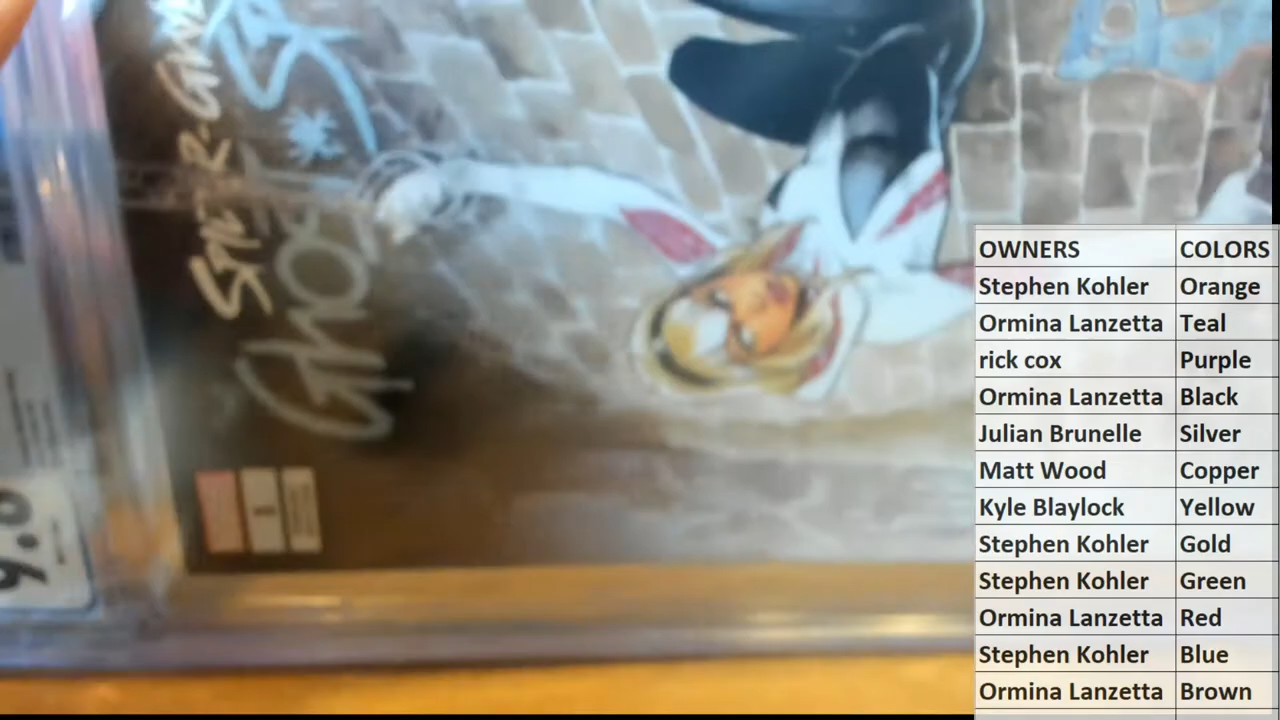 SPIDER-GWEN
GhOST
9.0
1
OWNERS COLORS
Stephen Kohler Orange
Ormina Lanzetta Teal
rick cox Purple
Ormina Lanzetta Black
Julian Brunelle Silver
Matt Wood Copper
Kyle Blaylock Yellow
Stephen Kohler Gold
Stephen Kohler Green
Ormina Lanzetta Red
Stephen Kohler Blue
Ormina Lanzetta Brown